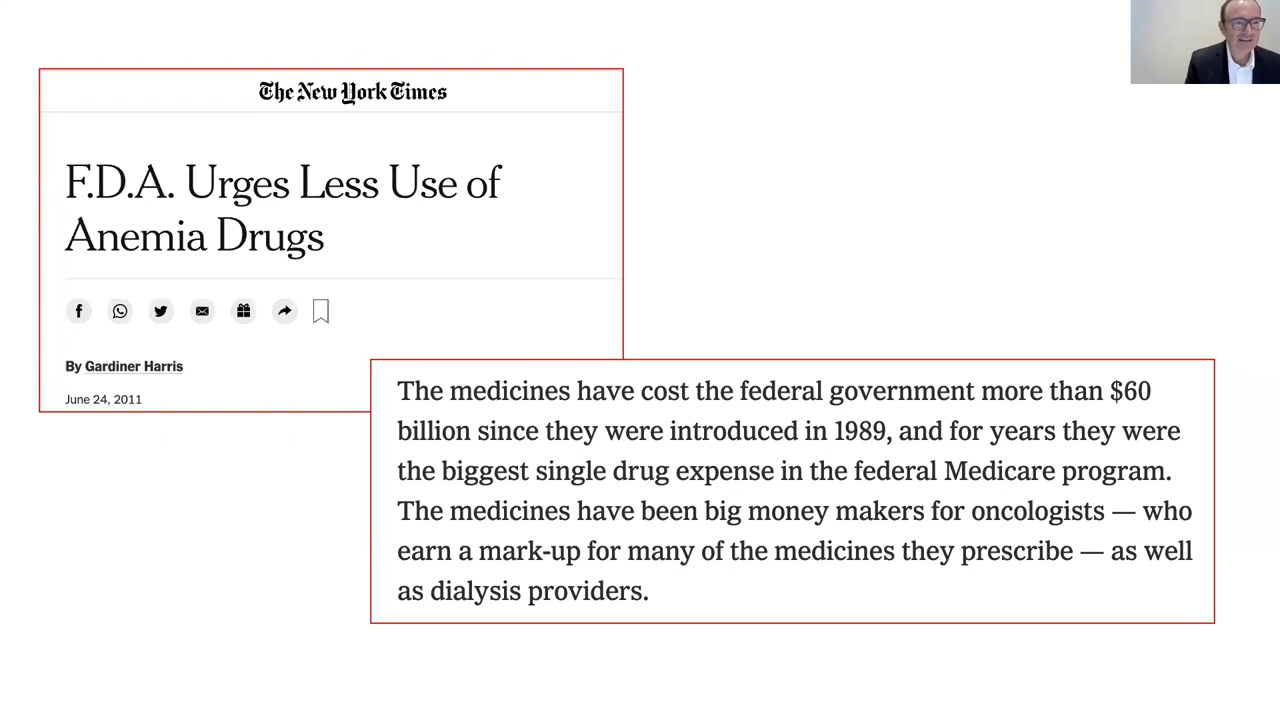 The New York Times
F.D.A. Urges Less Use of
Anemia Drugs
By Gardiner Harris
June 24, 2011
The medicines have cost the federal government more than $60
billion since they were introduced in 1989, and for years they were
the biggest single drug expense in the federal Medicare program.
The medicines have been big money makers for oncologists — who
earn a mark-up for many of the medicines they prescribe — as well
as dialysis providers.